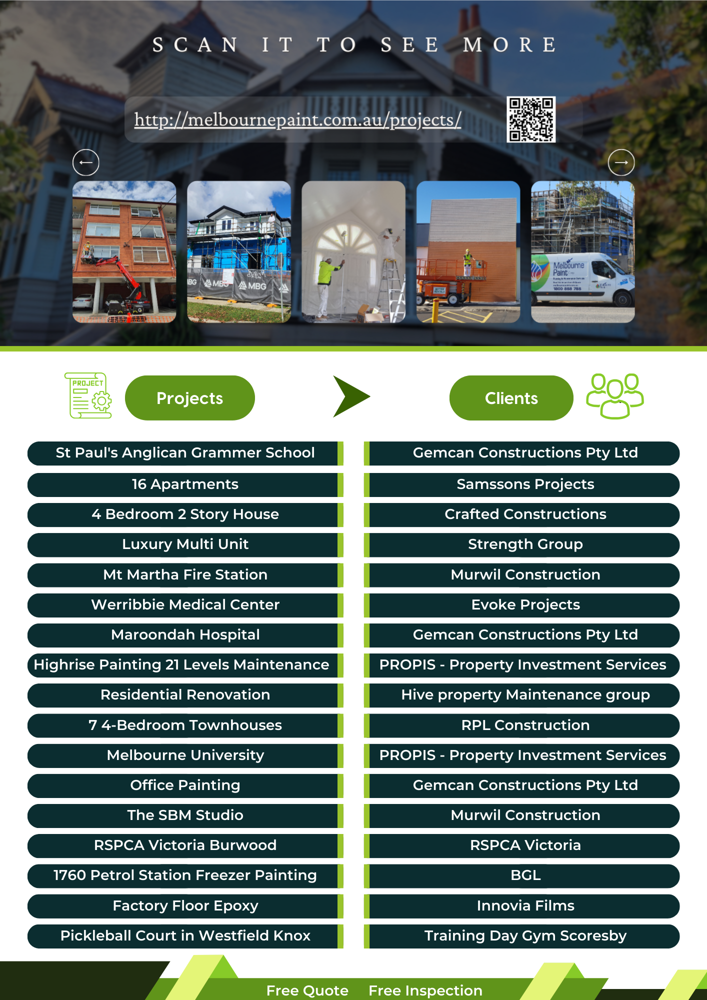 SCAN IT TO SEE MORE
http://melbournepaint.com.au/projects/
MBG
MBG
MBG
BETTER
RENTALS
Melbourne
Paint
1800 888 788
PROJECT
Projects
Clients
St Paul's Anglican Grammer School
Gemcan Constructions Pty Ltd
16 Apartments
Samssons Projects
4 Bedroom 2 Story House
Crafted Constructions
Luxury Multi Unit
Strength Group
Mt Martha Fire Station
Murwil Construction
Werribbie Medical Center
Evoke Projects
Maroondah Hospital
Gemcan Constructions Pty Ltd
Highrise Painting 21 Levels Maintenance
PROPIS - Property Investment Services
Residential Renovation
Hive property Maintenance group
7 4-Bedroom Townhouses
RPL Construction
Melbourne University
PROPIS - Property Investment Services
Office Painting
Gemcan Constructions Pty Ltd
The SBM Studio
Murwil Construction
RSPCA Victoria Burwood
RSPCA Victoria
1760 Petrol Station Freezer Painting
BGL
Factory Floor Epoxy
Innovia Films
Pickleball Court in Westfield Knox
Training Day Gym Scoresby
Free Quote Free Inspection